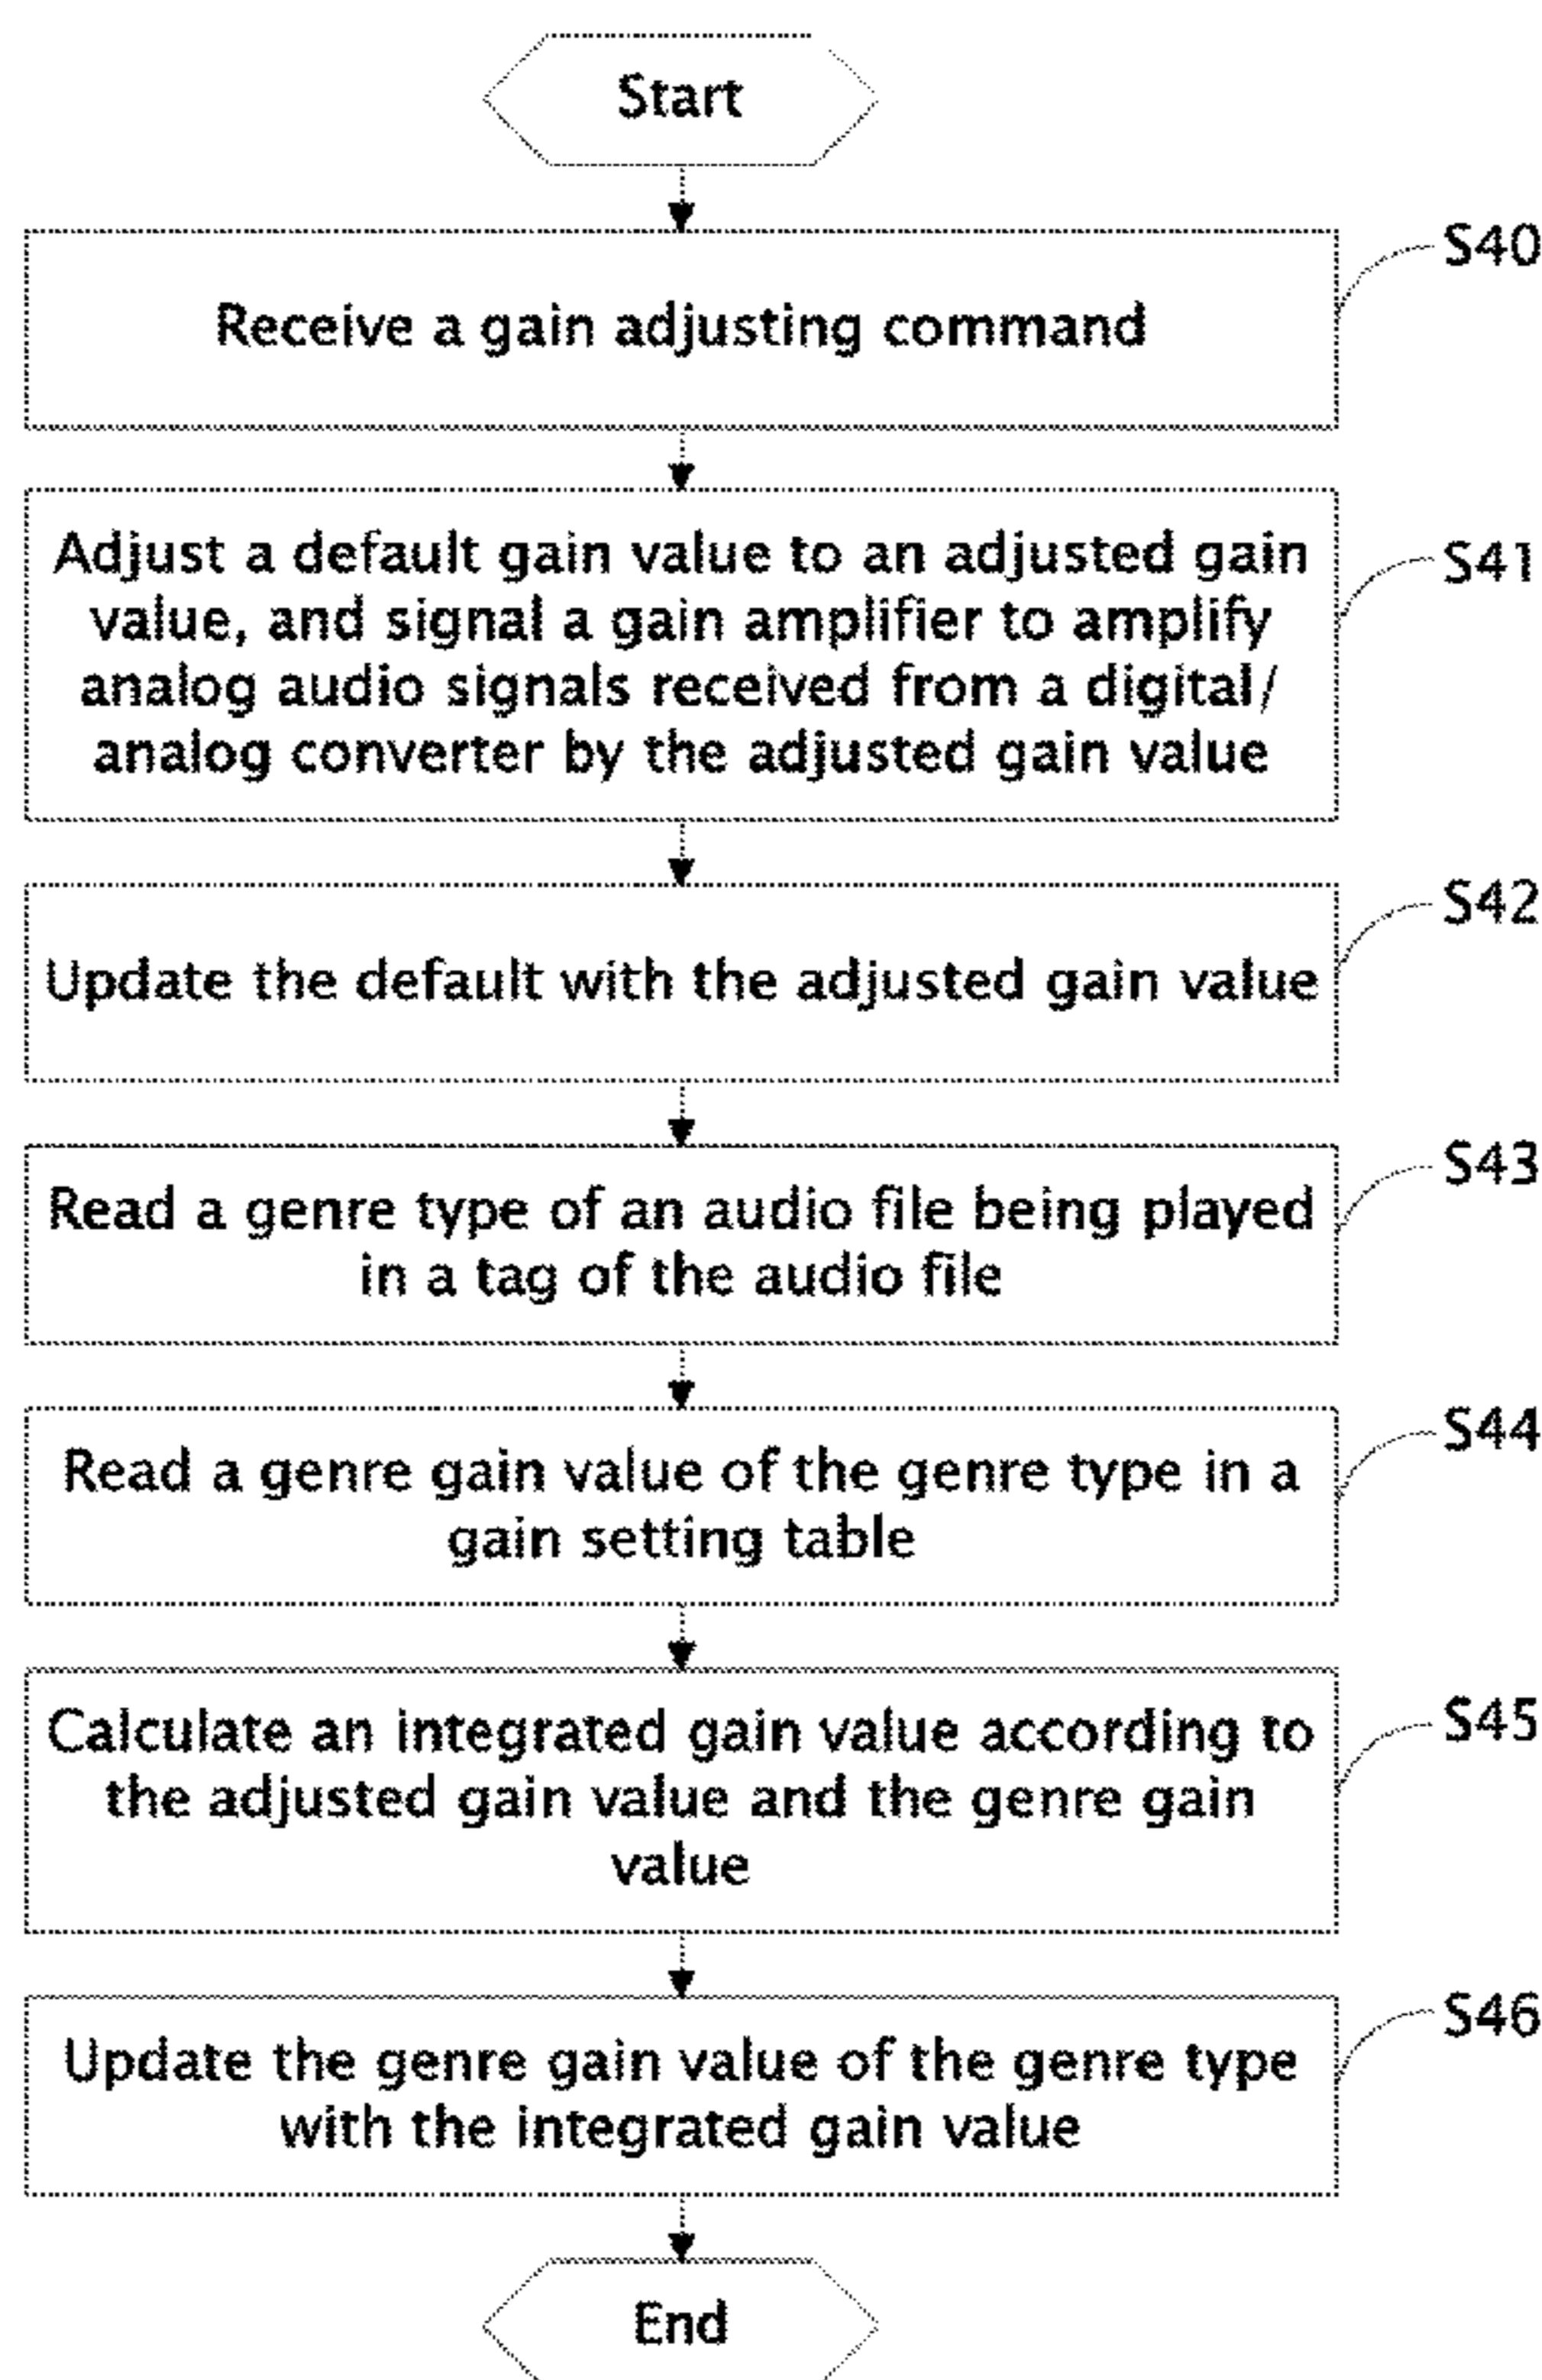 Start
S40
Receive a gain adjusting command
S41
Adjust a default gain value to an adjusted gain
value, and signal a gain amplifier to amplify
analog audio signals received from a digital/
analog converter by the adjusted gain value
S42
Update the default with the adjusted gain value
S43
Read a genre type of an audio file being played
in a tag of the audio file
S44
Read a genre gain value of the genre type in a
gain setting table
S45
Calculate an integrated gain value according to
the adjusted gain value and the genre gain
value
S46
Update the genre gain value of the genre type
with the integrated gain value
End